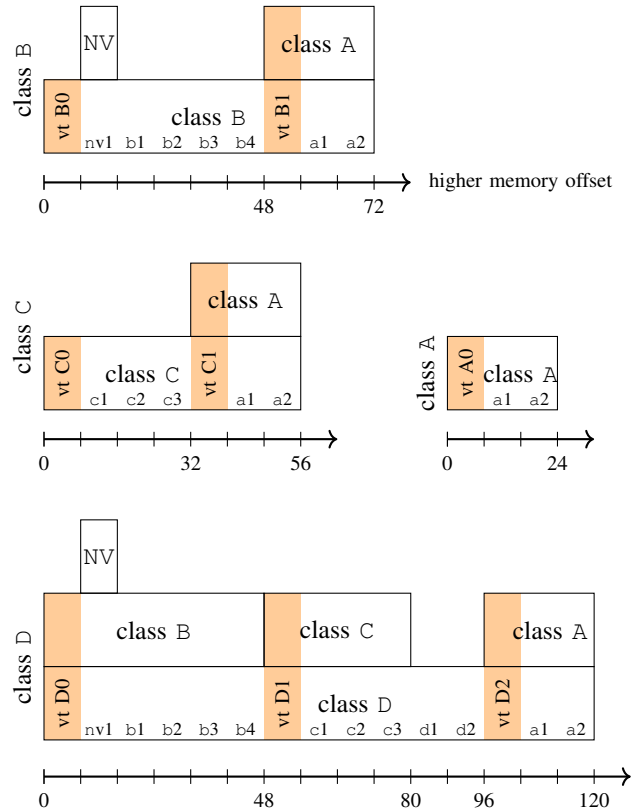 class B
NV
class A
vt B0
class B
vt B1
nv1 b1 b2 b3 b4 a1 a2
higher memory offset
0 48 72
class C
class A
vt C0
class C
vt C1
c1 c2 c3 a1 a2
0 32 56
class A
vt A0
class A
a1 a2
0 24
class D
NV
class B
class C
class A
vt D0
vt D1
class D
vt D2
nv1 b1 b2 b3 b4 c1 c2 c3 d1 d2 a1 a2
0 48 80 96 120